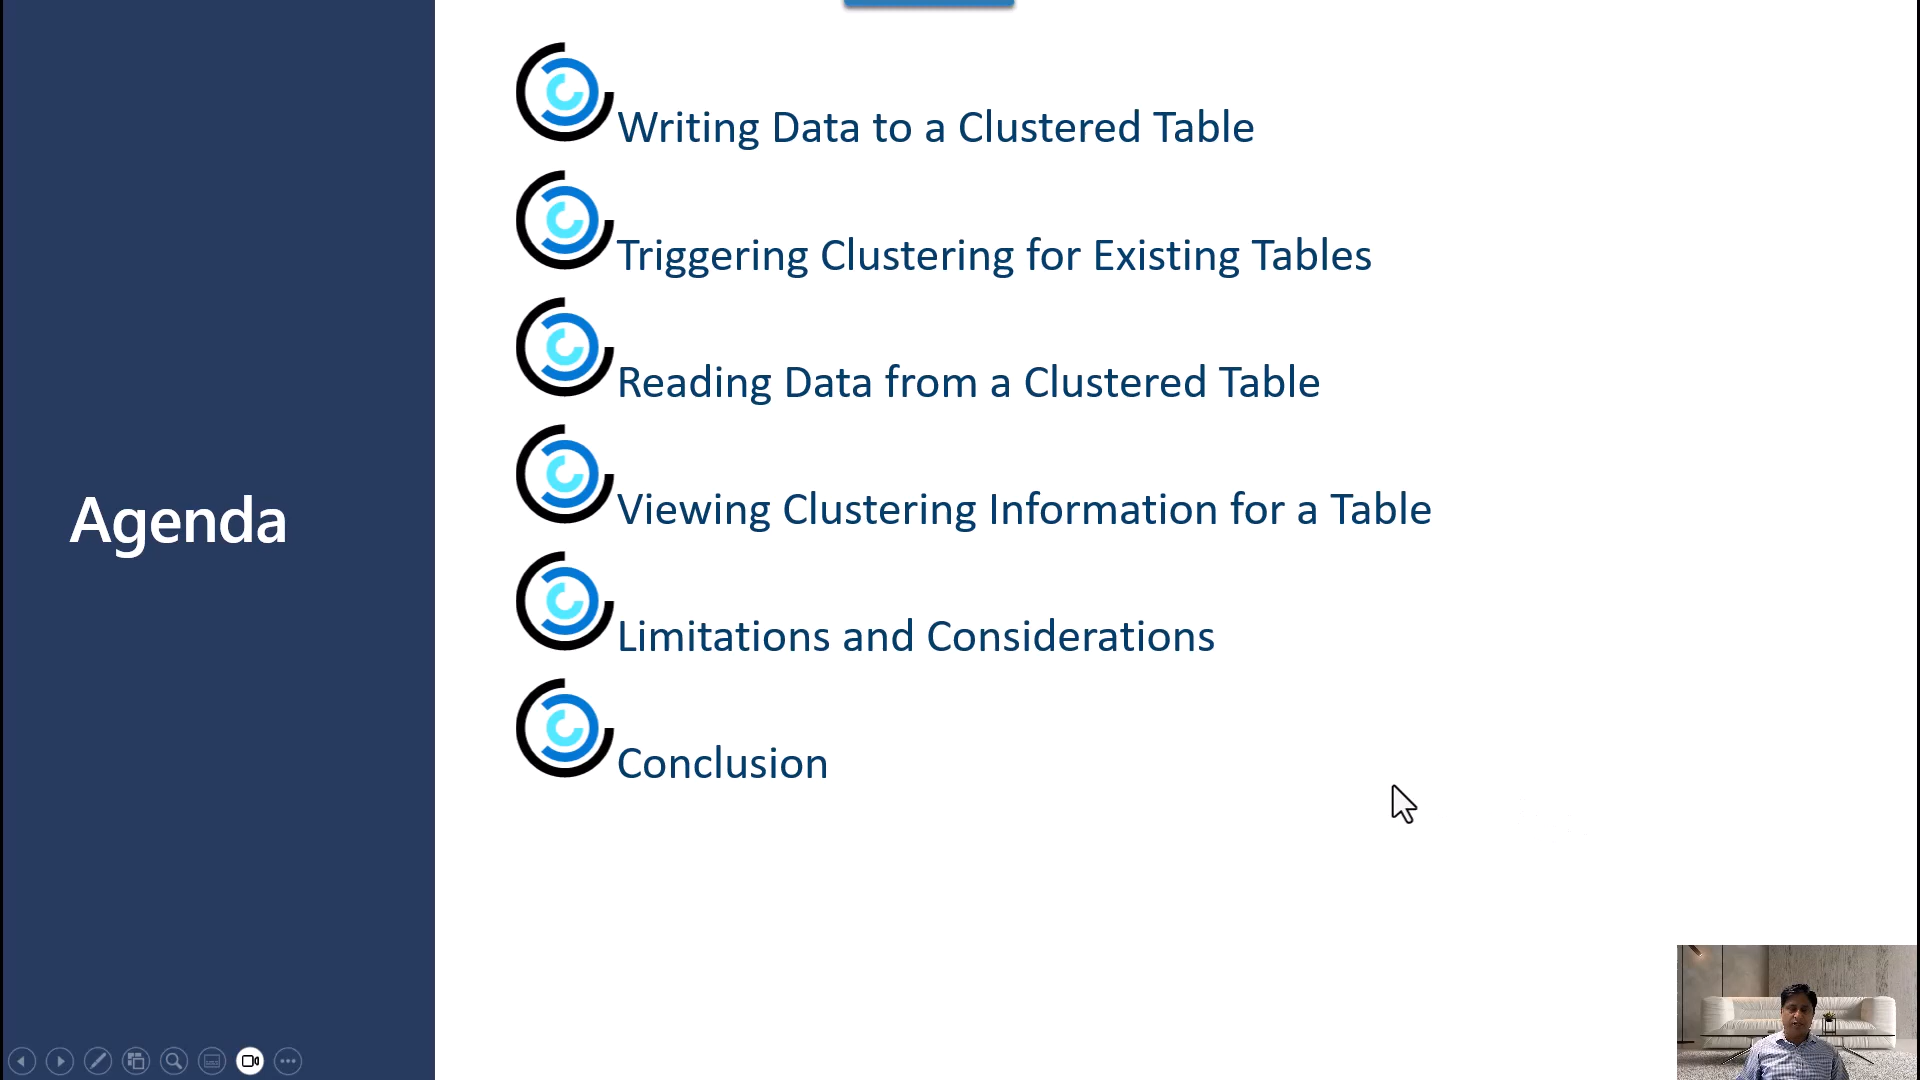 Agenda
Writing Data to a Clustered Table
Triggering Clustering for Existing Tables
Reading Data from a Clustered Table
Viewing Clustering Information for a Table
Limitations and Considerations
Conclusion